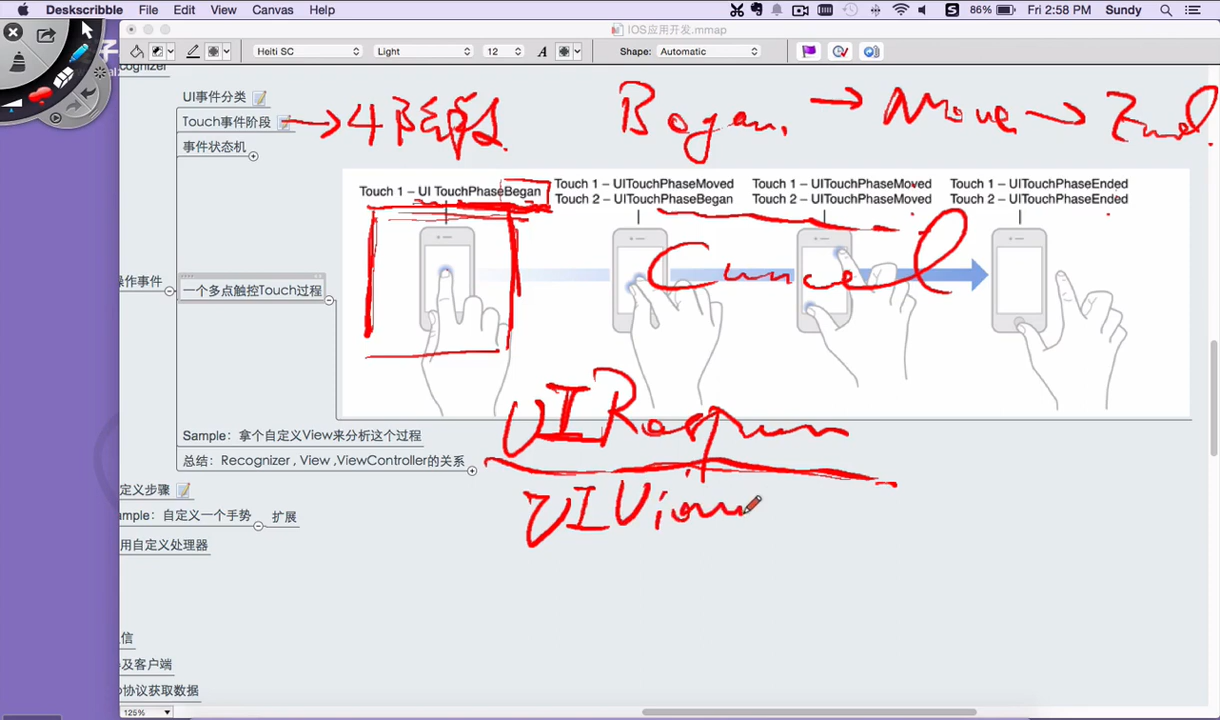 Deskscribble File Edit View Canvas Help 86% Fri 2:58 PM Sundy
IOS应用开发.mmap
Heiti SC Light 12 A Shape: Automatic
cognizer
UI事件分类
Touch事件阶段
4阶段
Began. → Move → End.
事件状态机
Touch 1 – UI TouchPhaseBegan
Touch 1 – UITouchPhaseMoved
Touch 2 – UITouchPhaseBegan
Touch 1 – UITouchPhaseMoved
Touch 2 – UITouchPhaseMoved
Touch 1 – UITouchPhaseEnded
Touch 2 – UITouchPhaseEnded
Cancel
操作事件
一个多点触控Touch过程
Sample：拿个自定义View来分析这个过程
总结：Recognizer , View ,ViewController的关系
UIView
定义步骤
ample：自定义一个手势
扩展
用自定义处理器
信
及客户端
协议获取数据
125%